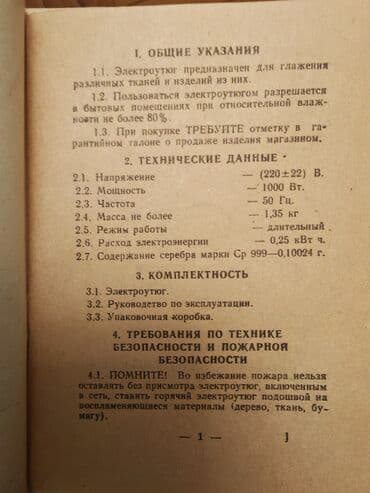 1. ОБЩИЕ УКАЗАНИЯ
1.1. Электроутюг предназначен для глажения
различных тканей и изделий из них.
1.2. Пользоваться электроутюгом разрешается
в бытовых помещениях при относительной влаж-
ности не более 80%.
1.3. При покупке ТРЕБУЙТЕ отметку в га-
рантийном талоне о продаже изделия магазином.
2. ТЕХНИЧЕСКИЕ ДАННЫЕ
2.1. Напряжение — (220±22) В.
2.2. Мощность — 1000 Вт.
2.3. Частота — 50 Гц.
2.4. Масса не более — 1,35 кг
2.5. Режим работы — длительный
2.6. Расход электроэнергии — 0,25 кВт ч.
2.7. Содержание серебра марки Ср 999—0,10024 г.
3. КОМПЛЕКТНОСТЬ
3.1. Электроутюг.
3.2. Руководство по эксплуатации.
3.3. Упаковочная коробка.
4. ТРЕБОВАНИЯ ПО ТЕХНИКЕ
БЕЗОПАСНОСТИ И ПОЖАРНОЙ
БЕЗОПАСНОСТИ
4.1. ПОМНИТЕ! Во избежание пожара нельзя
оставлять без присмотра электроутюг, включенным
в сеть, ставить горячий электроутюг подошвой на
воспламеняющиеся материалы (дерево, ткань, бу-
магу).
— 1 —